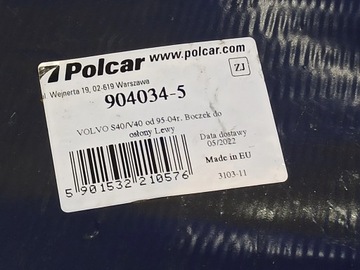 Polcar www.polcar.com
ul. Wejnerta 19, 02-619 Warszawa
ZJ
904034-5
VOLVO S40/V40 od 95-04r. Boczek do
osłony Lewy
Data dostawy
05/2022
Made in EU
5 901532 210576
3103-11